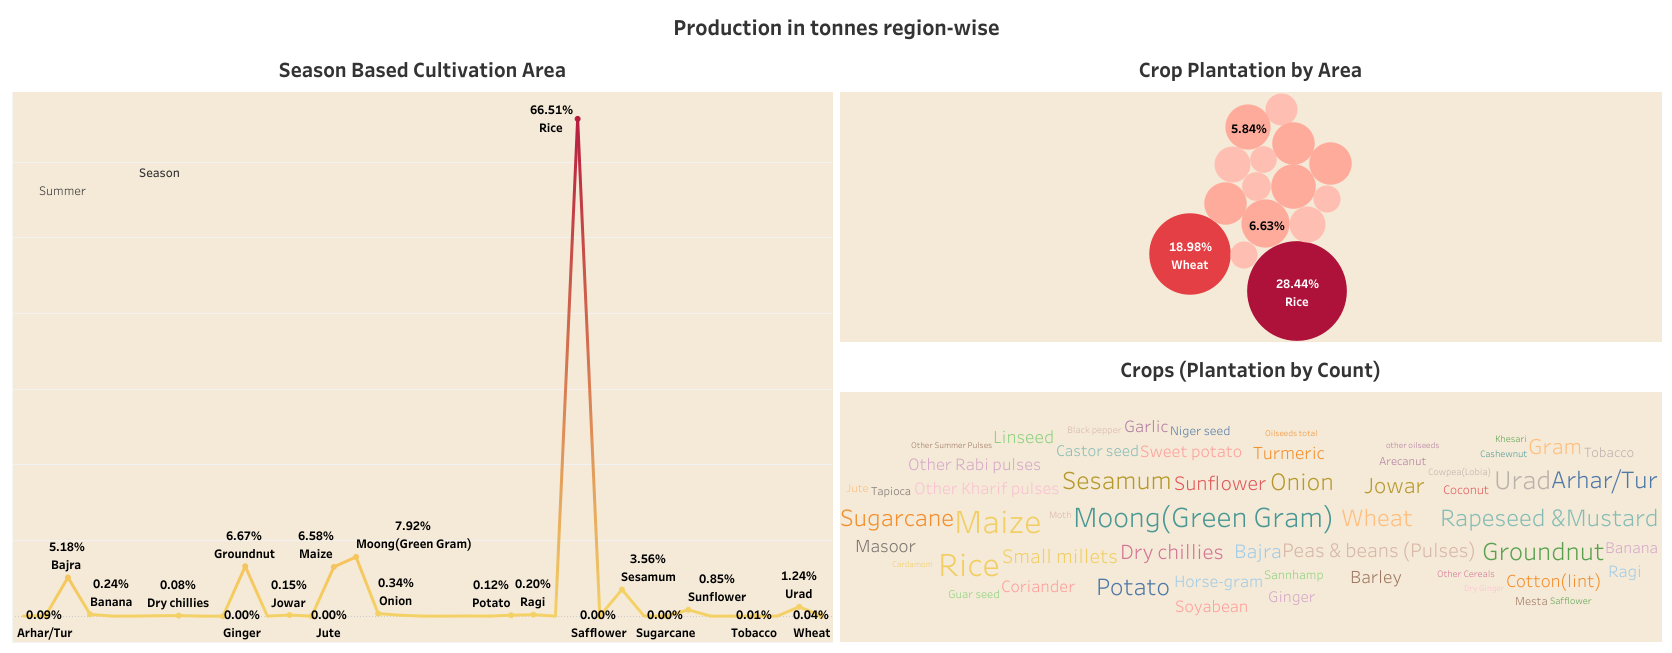 Production in tonnes region-wise
Season Based Cultivation Area
66.51%
Rice
Season
Summer
7.92%
Moong(Green Gram)
6.67%
Groundnut
6.58%
Maize
5.18%
Bajra
0.24%
Banana
0.08%
Dry chillies
0.15%
Jowar
0.34%
Onion
0.12%
Potato
0.20%
Ragi
3.56%
Sesamum
0.85%
Sunflower
1.24%
Urad
0.09%
Arhar/Tur
0.00%
Ginger
0.00%
Jute
0.00%
Safflower
0.00%
Sugarcane
0.01%
Tobacco
0.04%
Wheat
Crop Plantation by Area
5.84%
6.63%
18.98%
Wheat
28.44%
Rice
Crops (Plantation by Count)
Black pepper Garlic Niger seed Oilseeds total
Other Summer Pulses Linseed other oilseeds Khesari Gram Tobacco
Castor seed Sweet potato Turmeric Cashewnut
Other Rabi pulses Arecanut Cowpea(Lobia)
Jute Tapioca Other Kharif pulses Sesamum Sunflower Onion Jowar Coconut Urad Arhar/Tur
Sugarcane Maize Moth Moong(Green Gram) Wheat Rapeseed &Mustard
Masoor Cardamom Rice Small millets Dry chillies Bajra Peas & beans (Pulses) Groundnut Banana
Guar seed Coriander Potato Horse-gram Sannhamp Barley Other Cereals Cotton(lint) Ragi
Dry Ginger
Soyabean Ginger Mesta Safflower